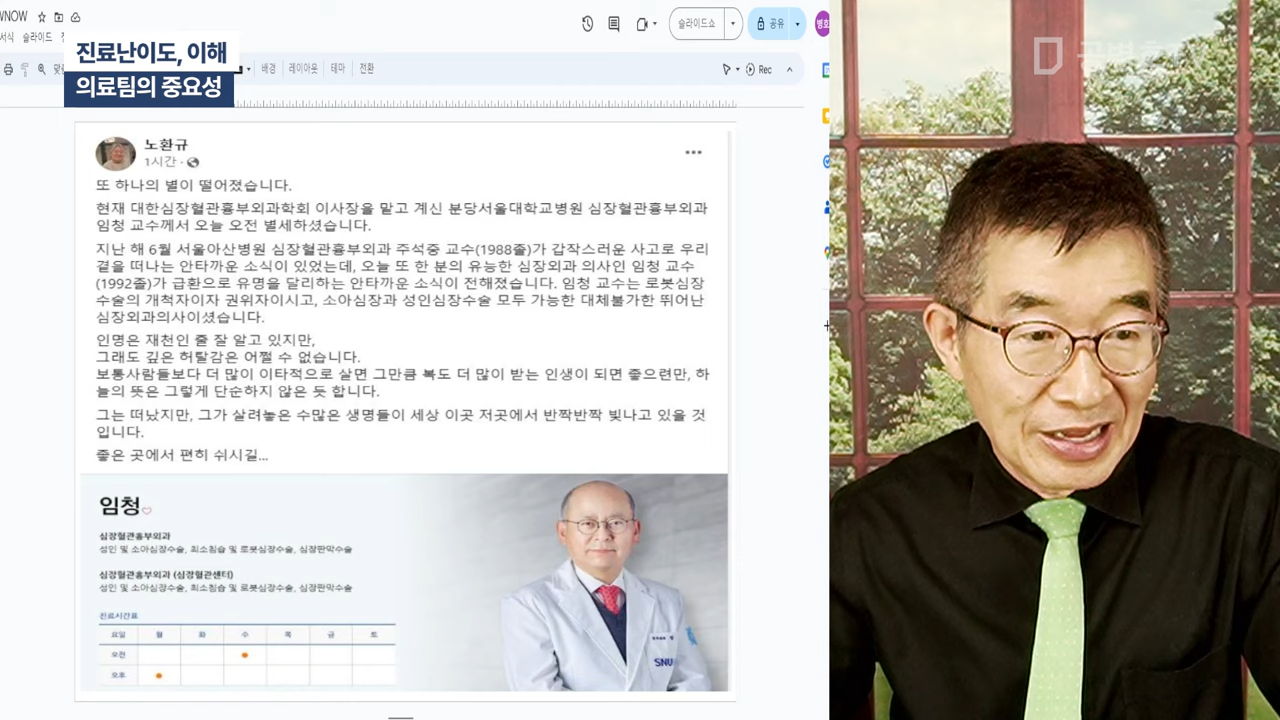 WNOW
서식 슬라이드
슬라이드쇼
공유
병호
진료난이도, 이해
의료팀의 중요성
배경 레이아웃 테마 전환
Rec
노환규
1시간 ·
또 하나의 별이 떨어졌습니다.
현재 대한심장혈관흉부외과학회 이사장을 맡고 계신 분당서울대학교병원 심장혈관흉부외과
임청 교수께서 오늘 오전 별세하셨습니다.
지난 해 6월 서울아산병원 심장혈관흉부외과 주석중 교수(1988졸)가 갑작스러운 사고로 우리
곁을 떠나는 안타까운 소식이 있었는데, 오늘 또 한 분의 유능한 심장외과 의사인 임청 교수
(1992졸)가 급환으로 유명을 달리하는 안타까운 소식이 전해졌습니다. 임청 교수는 로봇심장
수술의 개척자이자 권위자이시고, 소아심장과 성인심장수술 모두 가능한 대체불가한 뛰어난
심장외과의사이셨습니다.
인명은 재천인 줄 잘 알고 있지만,
그래도 깊은 허탈감은 어쩔 수 없습니다.
보통사람들보다 더 많이 이타적으로 살면 그만큼 복도 더 많이 받는 인생이 되면 좋으련만, 하
늘의 뜻은 그렇게 단순하지 않은 듯 합니다.
그는 떠났지만, 그가 살려놓은 수많은 생명들이 세상 이곳 저곳에서 반짝반짝 빛나고 있을 것
입니다.
좋은 곳에서 편히 쉬시길...
임청
심장혈관흉부외과
성인 및 소아심장수술, 최소침습 및 로봇심장수술, 심장판막수술
심장혈관흉부외과 (심장혈관센터)
성인 및 소아심장수술, 최소침습 및 로봇심장수술, 심장판막수술
진료시간표
요일 월 화 수 목 금 토
오전
오후
SNU